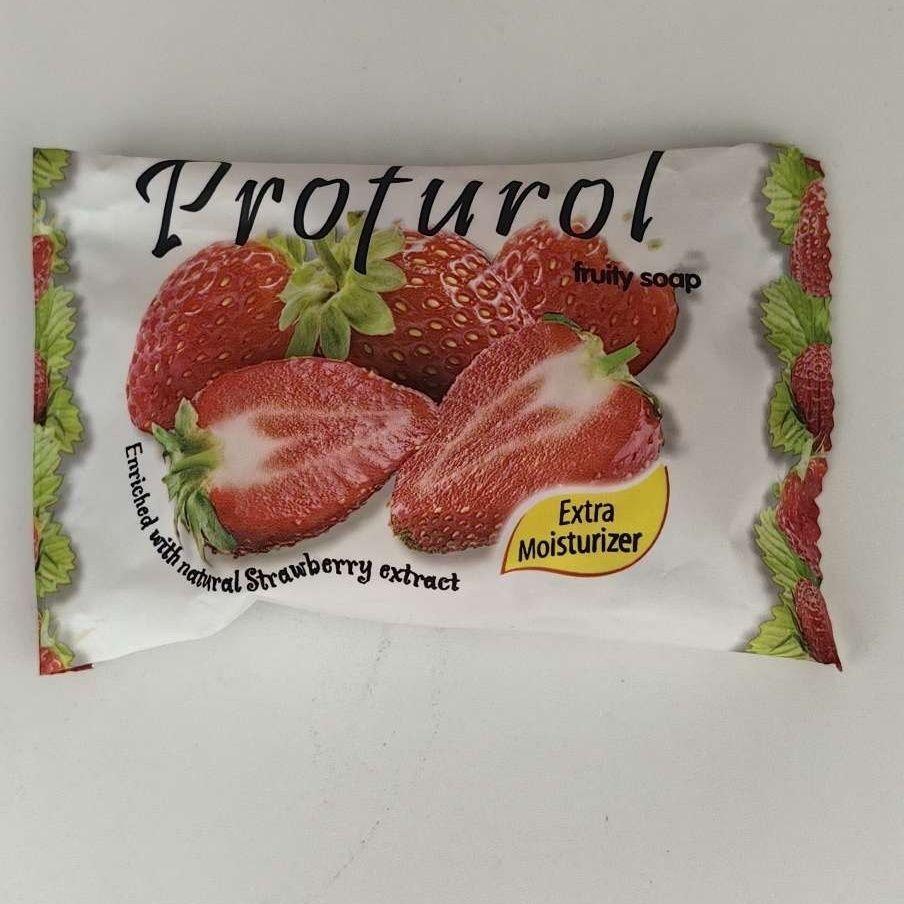 Profurol
fruity soap
Extra
Moisturizer
Enriched with natural Strawberry extract